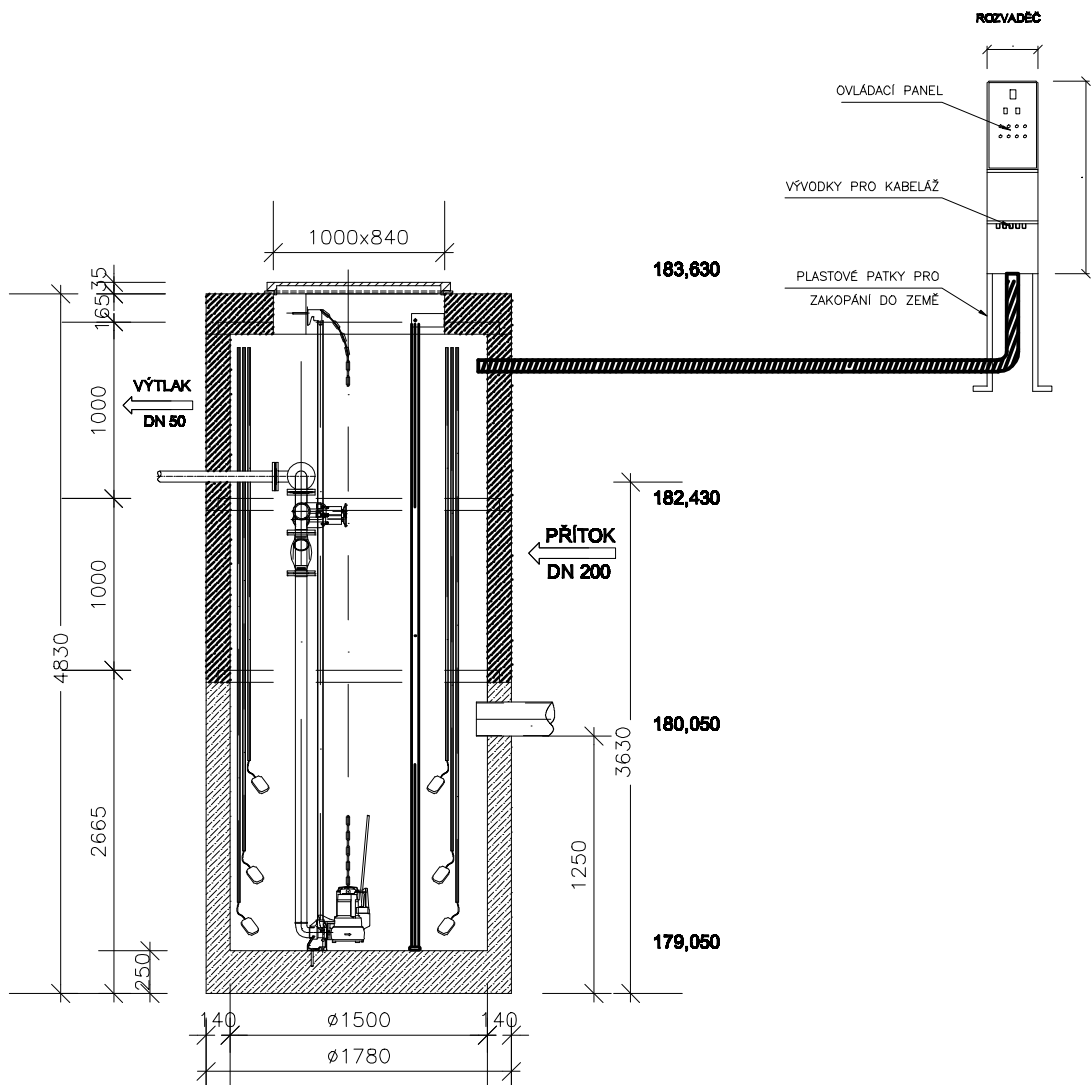 ROZVADĚČ
OVLÁDACÍ PANEL
VÝVODKY PRO KABELÁŽ
PLASTOVÉ PATKY PRO
ZAKOPÁNÍ DO ZEMĚ
1000x840
183,630
35
165
VÝTLAK
DN 50
1000
182,430
PŘÍTOK
DN 200
1000
4830
180,050
3630
2665
1250
179,050
250
140
ø1500
140
ø1780